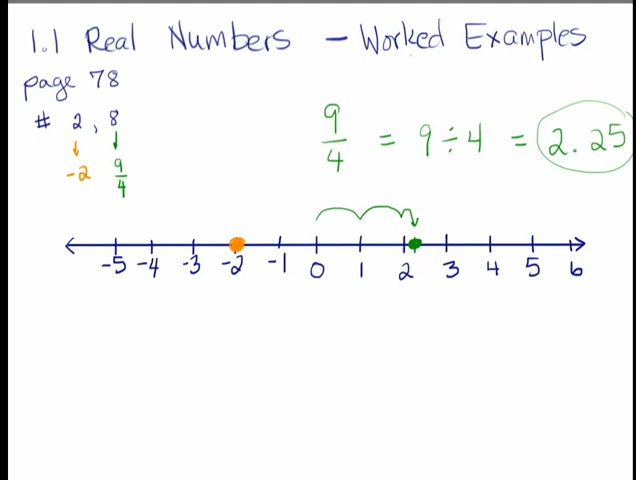 1.1 Real Numbers - Worked Examples
page 78
# 2, 8
-2 9/4
9/4 = 9 ÷ 4 = 2.25
-5 -4 -3 -2 -1 0 1 2 3 4 5 6